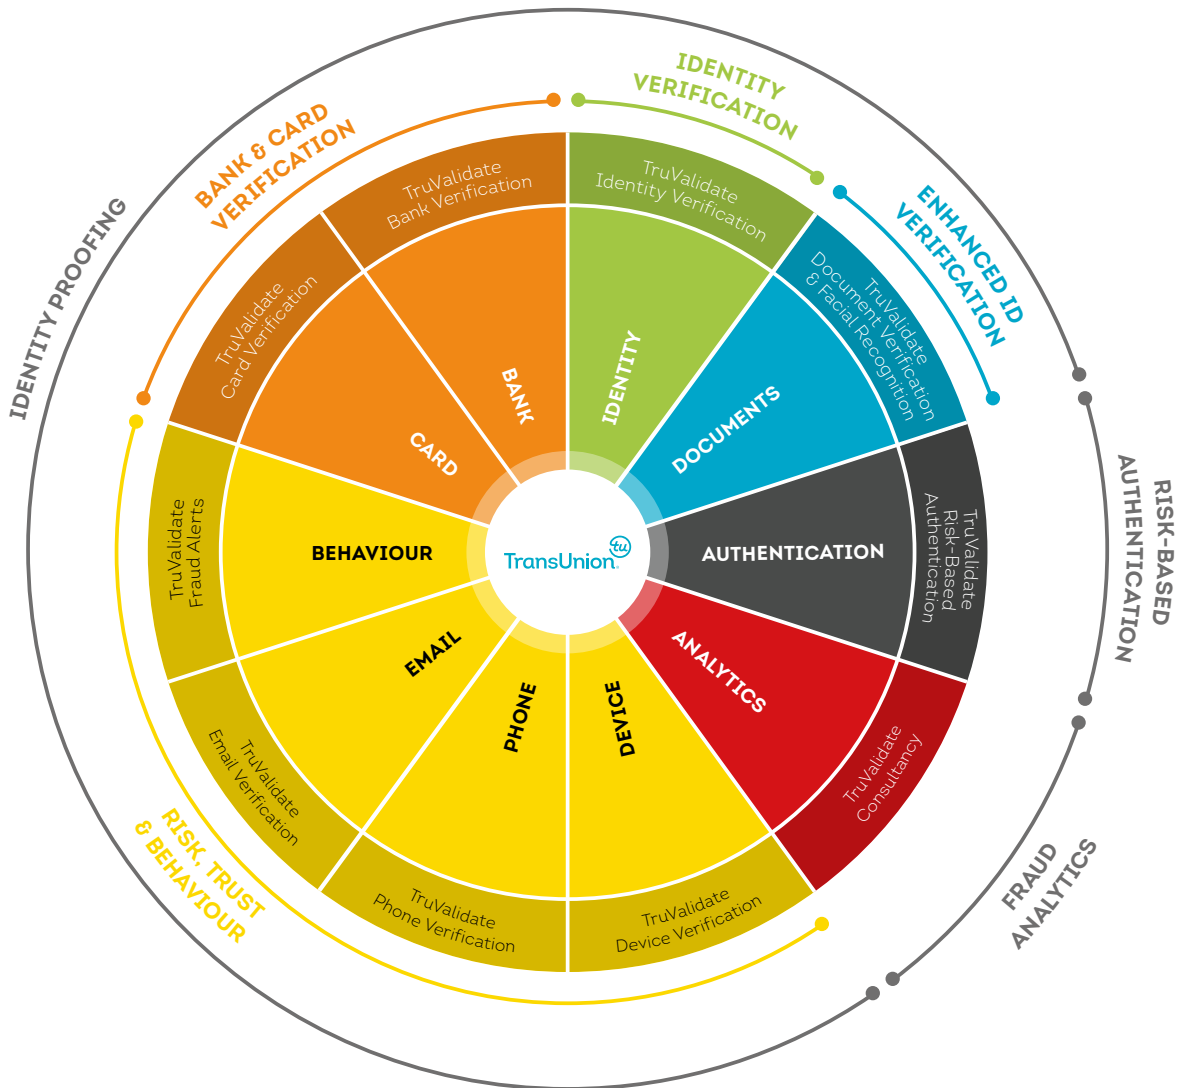 IDENTITY
VERIFICATION
ENHANCED ID
VERIFICATION
RISK-BASED
AUTHENTICATION
FRAUD
ANALYTICS
RISK, TRUST
& BEHAVIOUR
IDENTITY PROOFING
BANK & CARD
VERIFICATION
TruValidate
Identity Verification
TruValidate
Document Verification
& Facial Recognition
TruValidate
Risk-Based
Authentication
TruValidate
Consultancy
TruValidate
Device Verification
TruValidate
Phone Verification
TruValidate
Email Verification
TruValidate
Fraud Alerts
TruValidate
Card Verification
TruValidate
Bank Verification
IDENTITY
DOCUMENTS
AUTHENTICATION
ANALYTICS
DEVICE
PHONE
EMAIL
BEHAVIOUR
CARD
BANK
TransUnion
tu